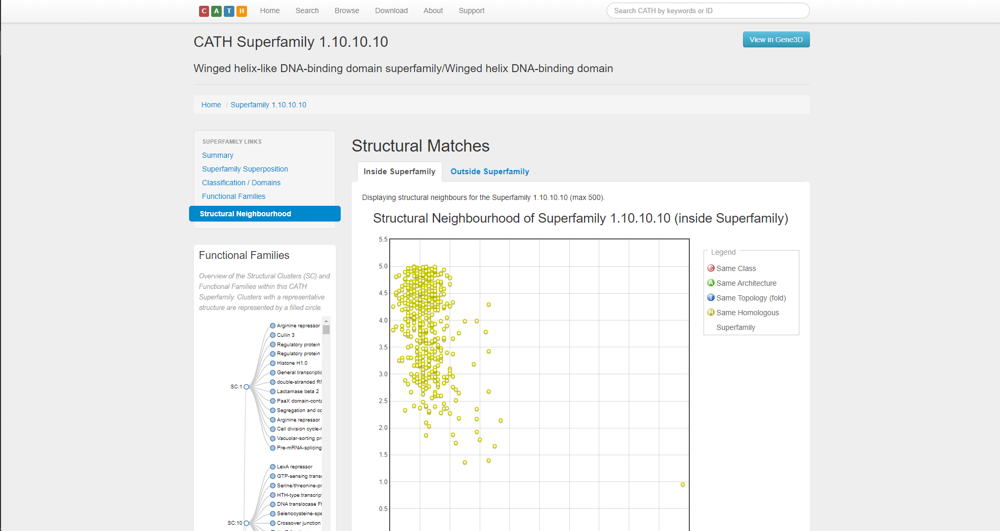 C A T H Home Search Browse Download About Support Search CATH by keywords or ID
CATH Superfamily 1.10.10.10
View in Gene3D
Winged helix-like DNA-binding domain superfamily/Winged helix DNA-binding domain
Home / Superfamily 1.10.10.10
SUPERFAMILY LINKS
Summary
Superfamily Superposition
Classification / Domains
Functional Families
Structural Neighbourhood
Functional Families
Overview of the Structural Clusters (SC) and
Functional Families within this CATH
Superfamily. Clusters with a representative
structure are represented by a filled circle.
Arginine repressor
Cullin 3
Regulatory protein
Regulatory protein
Histone H1.0
General transcriptic
double-stranded RI
SC:1
Lactamase beta 2
PaaX domain-conta
Segregation and cc
Arginine repressor
Cell division cycle-r
Vacuolar-sorting pr
Pre-mRNA-splicing
LexA repressor
GTP-sensing trans
Serine/threonine-pr
HTH-type transcript
DNA translocase Ft
Selenocysteine-spe
SC:10
Crossover junction
Structural Matches
Inside Superfamily Outside Superfamily
Displaying structural neighbours for the Superfamily 1.10.10.10 (max 500).
Structural Neighbourhood of Superfamily 1.10.10.10 (inside Superfamily)
5.5
5.0
4.5
4.0
3.5
3.0
2.5
2.0
1.5
1.0
0.5
Legend
C Same Class
A Same Architecture
T Same Topology (fold)
H Same Homologous
Superfamily